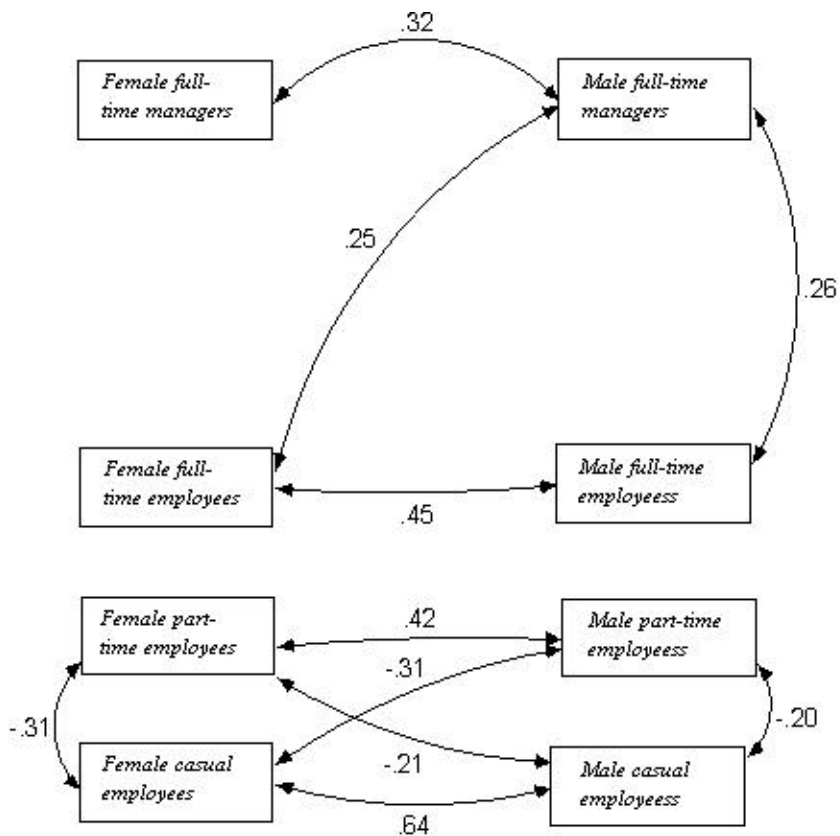 .32
Female full-
time managers
Male full-time
managers
.25
.26
Female full-
time employees
Male full-time
employeess
.45
Female part-
time employees
.42
Male part-time
employeess
-.31
-.31
-.20
Female casual
employees
-.21
Male casual
employeess
.64